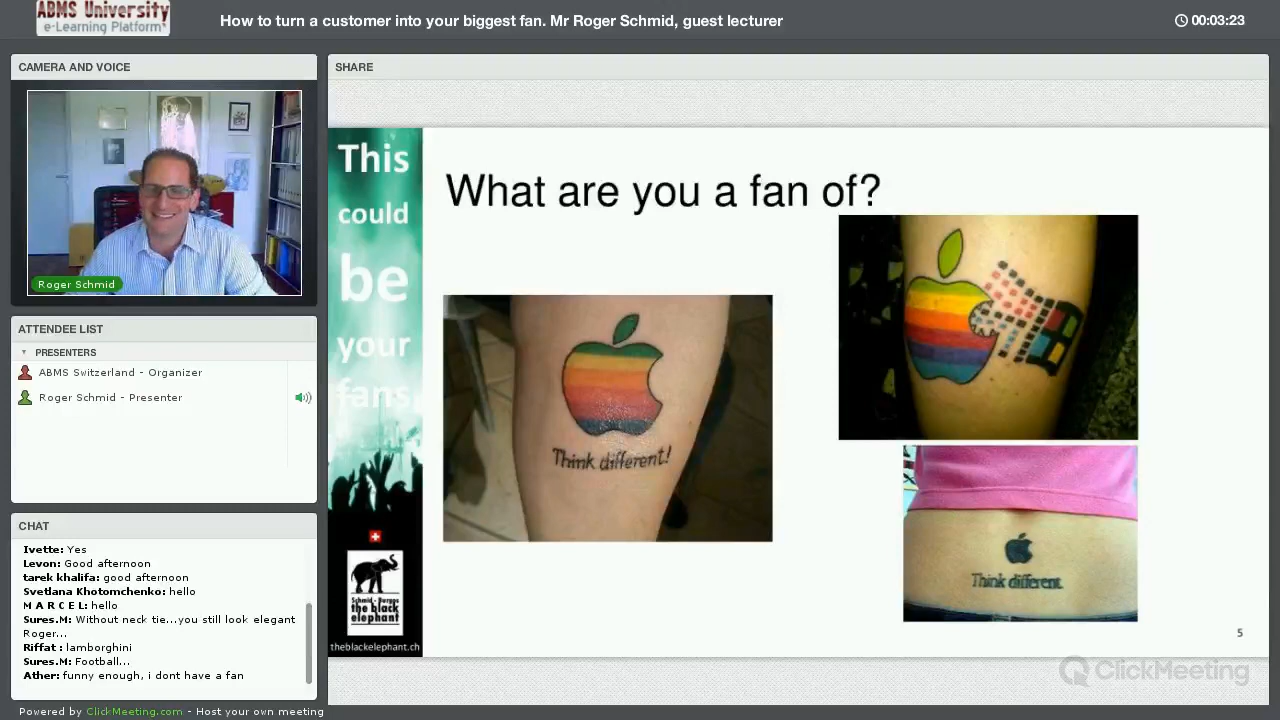 ABMS University
e-Learning Platform
How to turn a customer into your biggest fan. Mr Roger Schmid, guest lecturer
00:03:23
CAMERA AND VOICE
Roger Schmid
ATTENDEE LIST
PRESENTERS
ABMS Switzerland - Organizer
Roger Schmid - Presenter
CHAT
Ivette: Yes
Levon: Good afternoon
tarek khalifa: good afternoon
Svetlana Khotomchenko: hello
M A R C E L: hello
Sures.M: Without neck tie...you still look elegant
Roger...
Riffat : lamborghini
Sures.M: Football...
Ather: funny enough, i dont have a fan
Powered by ClickMeeting.com - Host your own meeting
SHARE
This
could
be
your
fans
Schmid - Burgos
the black
elephant
theblackelephant.ch
What are you a fan of?
Think different!
Think different.
5
ClickMeeting